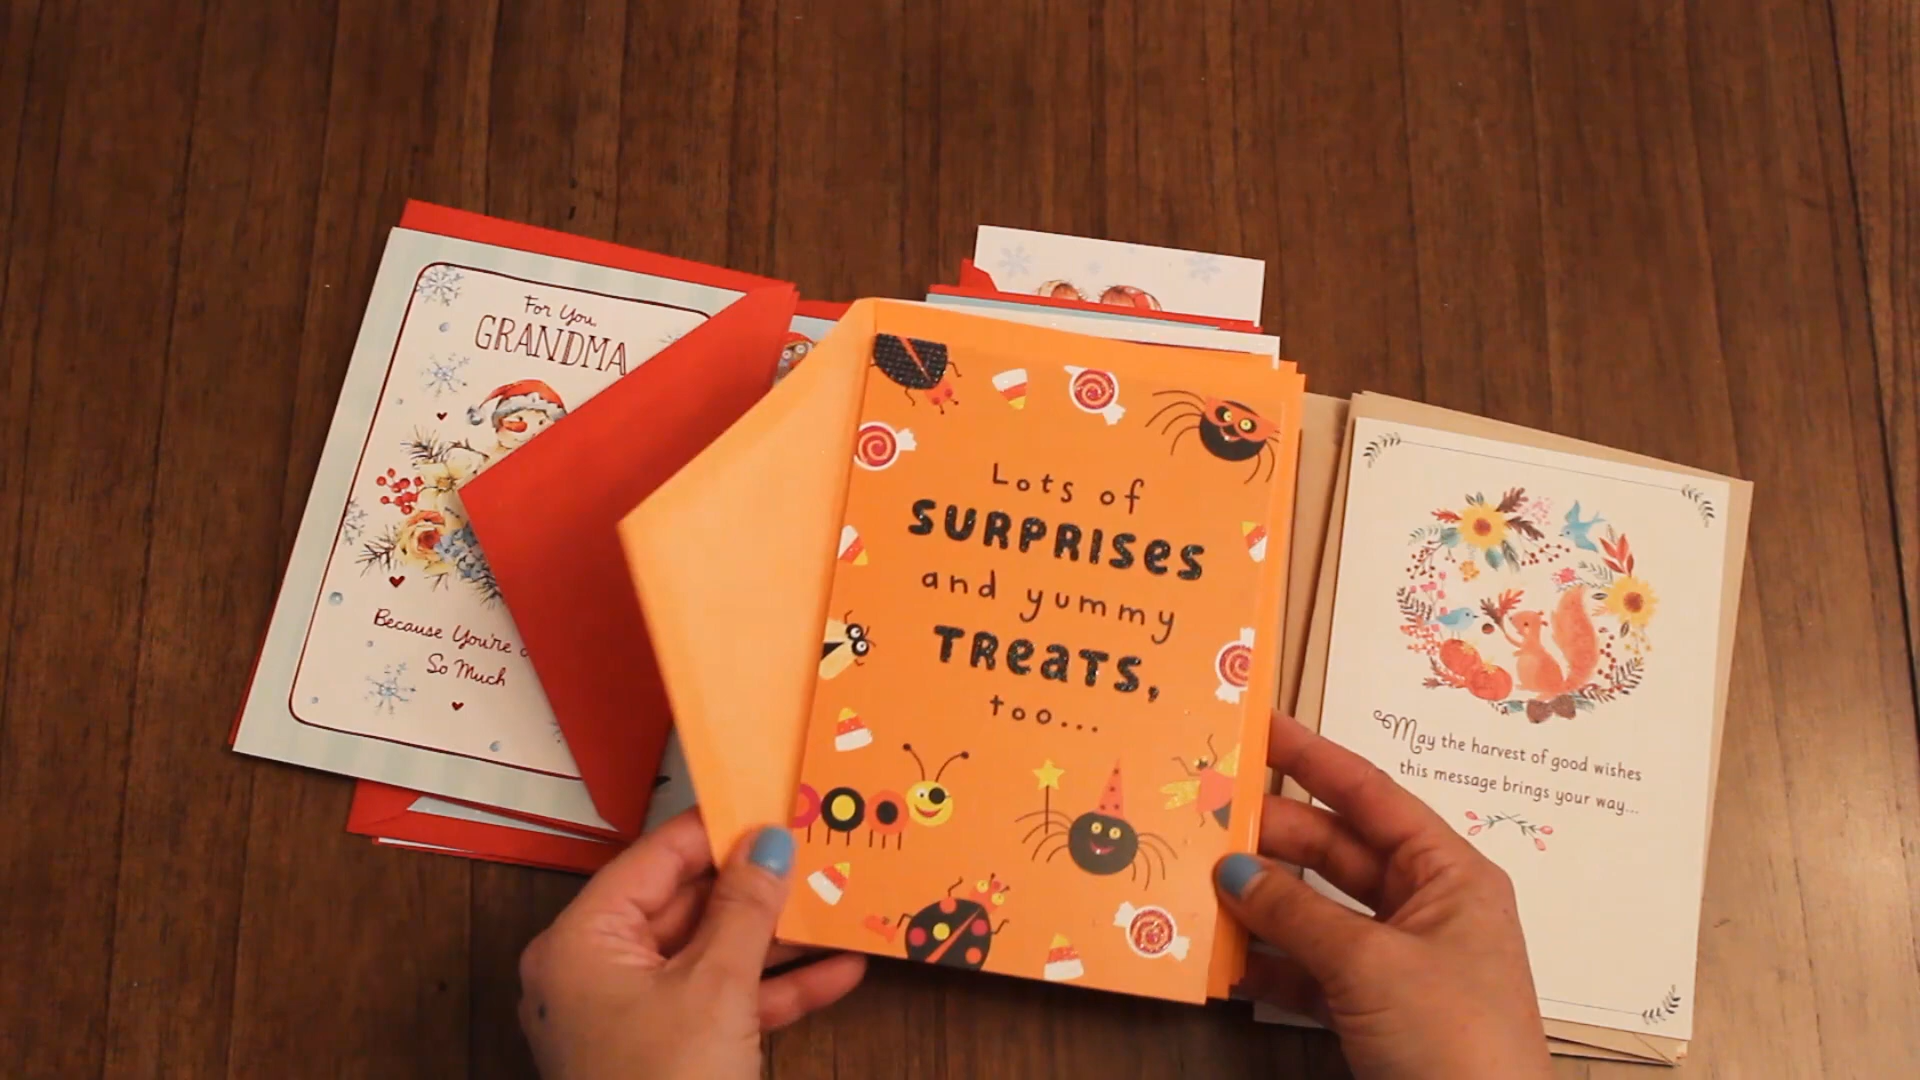 For You,
GRANDMA
Because You're
So Much
Lots of
SURPRISes
and yummy
TReaTS,
too...
May the harvest of good wishes
this message brings your way...